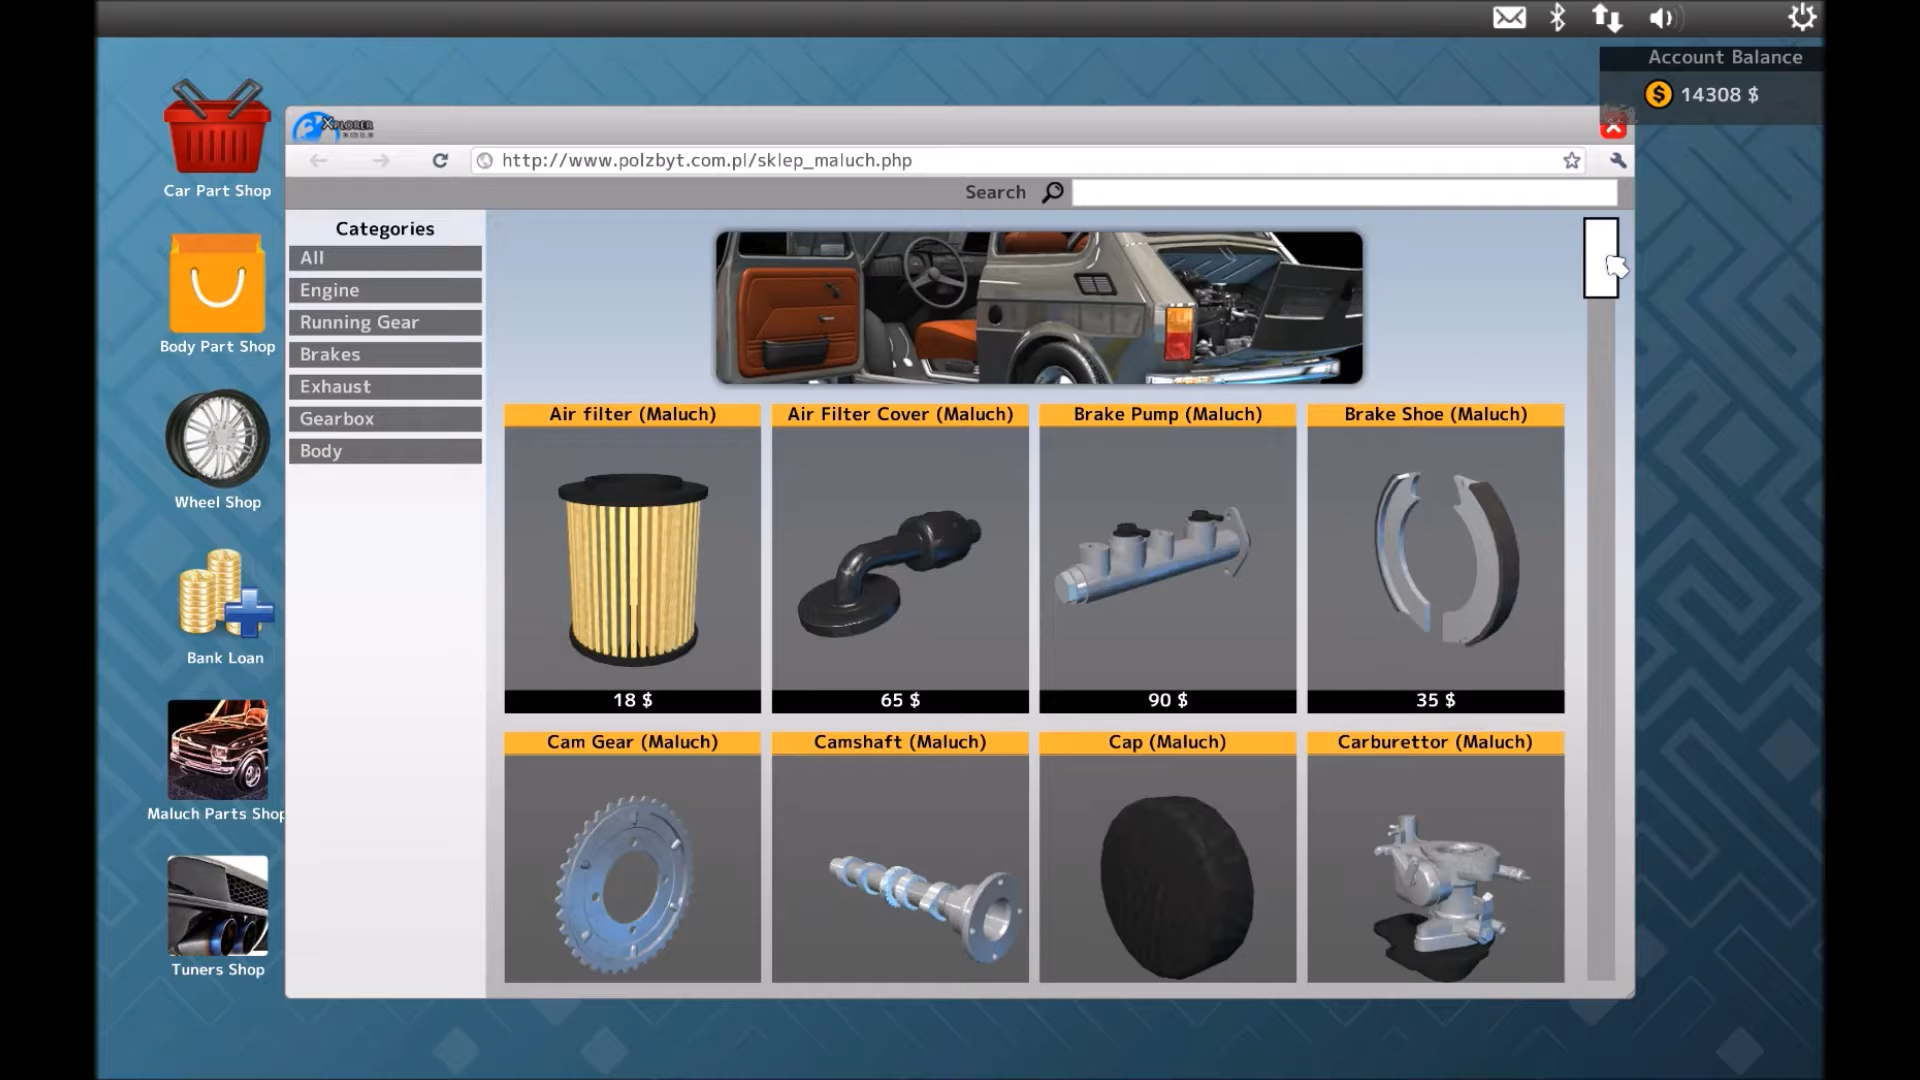 Account Balance
14308 $
XPLORER
http://www.polzbyt.com.pl/sklep_maluch.php
Search
Car Part Shop
Body Part Shop
Wheel Shop
Bank Loan
Maluch Parts Shop
Tuners Shop
Categories
All
Engine
Running Gear
Brakes
Exhaust
Gearbox
Body
Air filter (Maluch)
Air Filter Cover (Maluch)
Brake Pump (Maluch)
Brake Shoe (Maluch)
18 $
65 $
90 $
35 $
Cam Gear (Maluch)
Camshaft (Maluch)
Cap (Maluch)
Carburettor (Maluch)